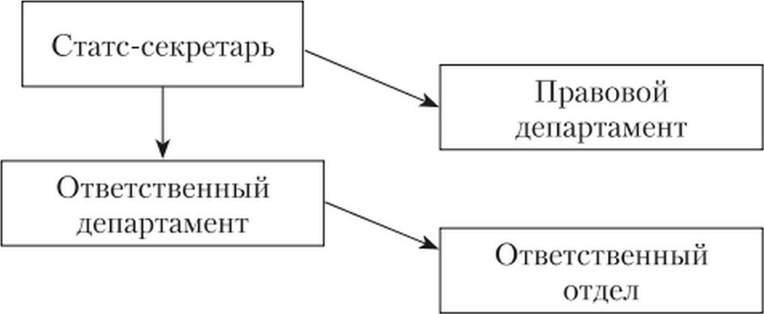 Статс-секретарь
Правовой
департамент
Ответственный
департамент
Ответственный
отдел